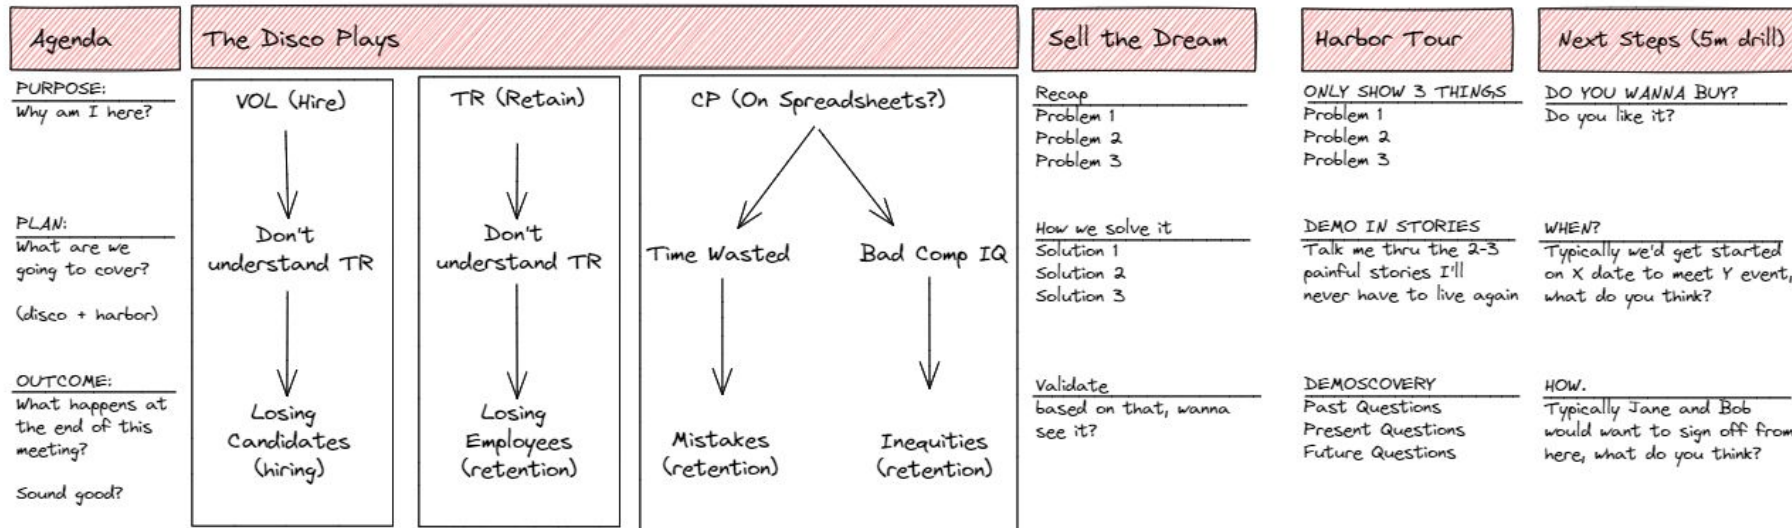 Agenda
PURPOSE:
Why am I here?
PLAN:
What are we
going to cover?
(disco + harbor)
OUTCOME:
What happens at
the end of this
meeting?
Sound good?
The Disco Plays
VOL (Hire)
Don't
understand TR
Losing
Candidates
(hiring)
TR (Retain)
Don't
understand TR
Losing
Employees
(retention)
CP (On Spreadsheets?)
Time Wasted
Mistakes
(retention)
Bad Comp IQ
Inequities
(retention)
Sell the Dream
Recap
Problem 1
Problem 2
Problem 3
How we solve it
Solution 1
Solution 2
Solution 3
Validate
based on that, wanna
see it?
Harbor Tour
ONLY SHOW 3 THINGS
Problem 1
Problem 2
Problem 3
DEMO IN STORIES
Talk me thru the 2-3
painful stories I'll
never have to live again
DEMOSCOVERY
Past Questions
Present Questions
Future Questions
Next Steps (5m drill)
DO YOU WANNA BUY?
Do you like it?
WHEN?
Typically we'd get started
on X date to meet Y event,
what do you think?
HOW.
Typically Jane and Bob
would want to sign off from
here, what do you think?